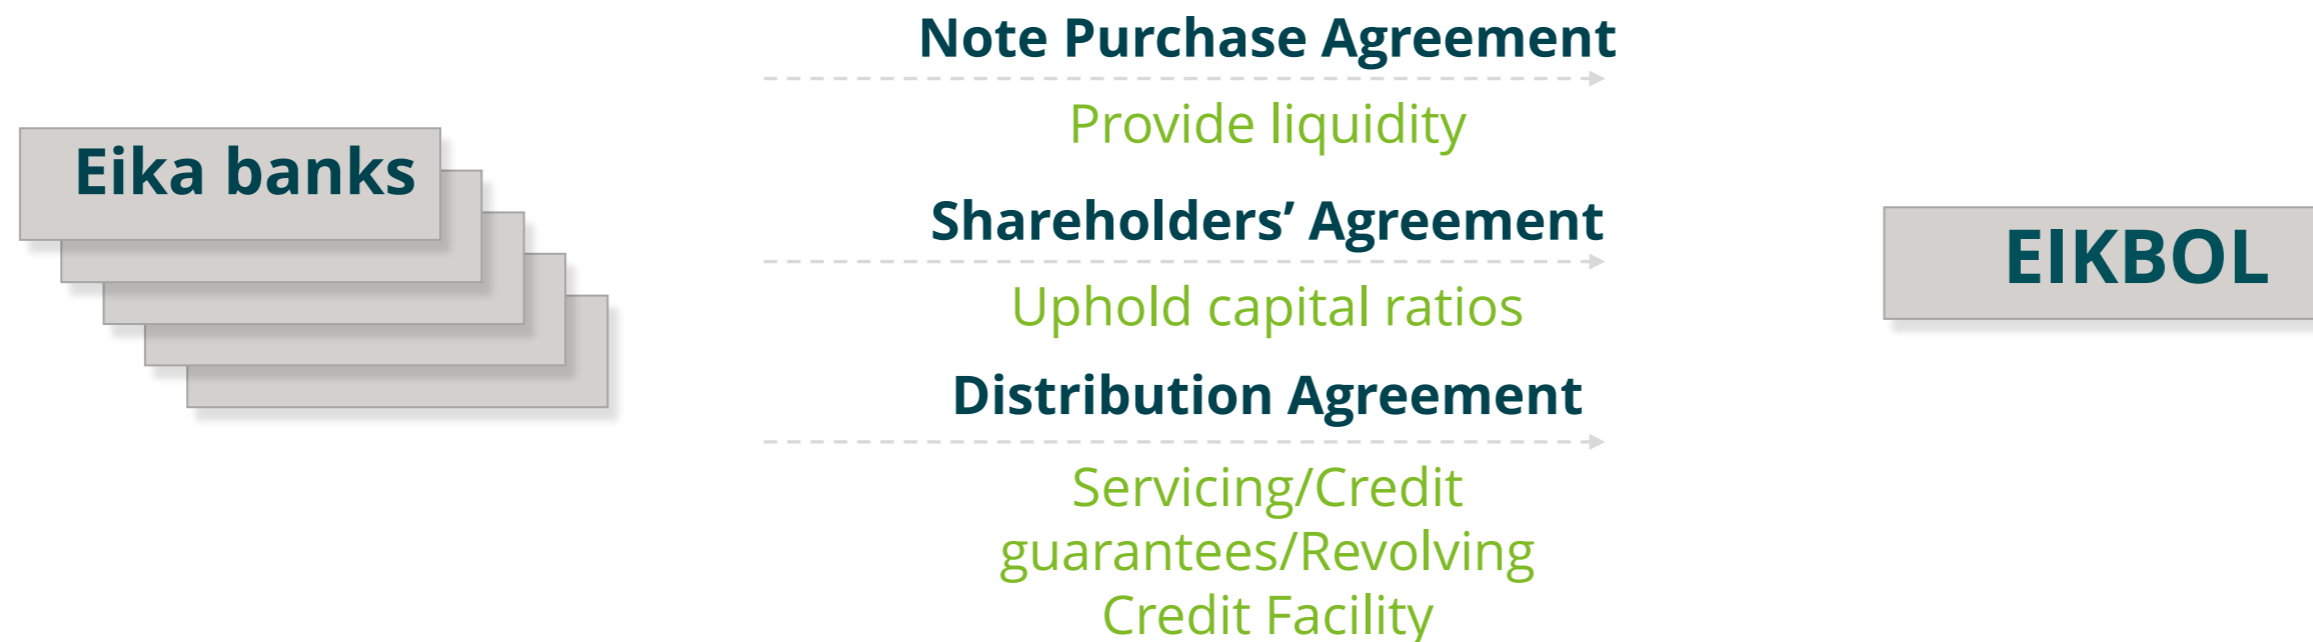 Eika banks
Note Purchase Agreement
Provide liquidity
Shareholders’ Agreement
Uphold capital ratios
Distribution Agreement
Servicing/Credit
guarantees/Revolving
Credit Facility
EIKBOL